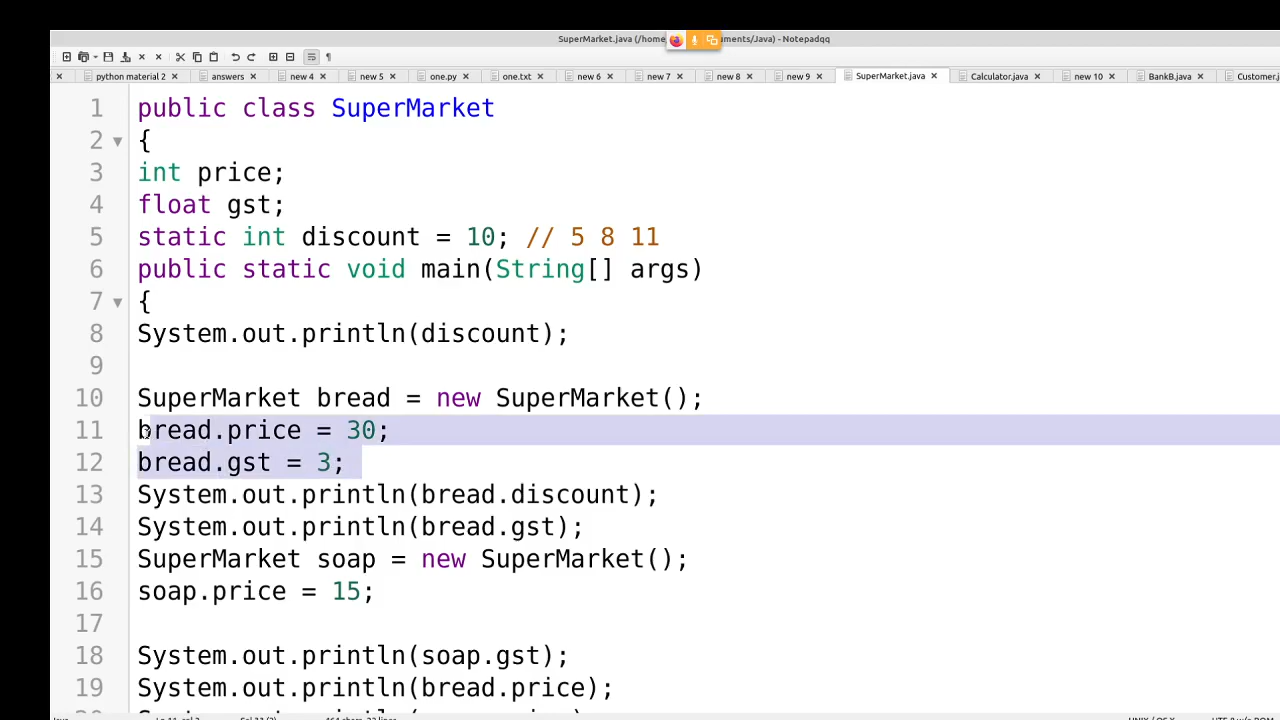 SuperMarket.java (/home uments/Java) - Notepadqq
python material 2 answers new 4 new 5 one.py one.txt new 6 new 7 new 8 new 9 SuperMarket.java Calculator.java new 10 BankB.java Customer.j
1 public class SuperMarket
2 {
3 int price;
4 float gst;
5 static int discount = 10; // 5 8 11
6 public static void main(String[] args)
7 {
8 System.out.println(discount);
9
10 SuperMarket bread = new SuperMarket();
11 bread.price = 30;
12 bread.gst = 3;
13 System.out.println(bread.discount);
14 System.out.println(bread.gst);
15 SuperMarket soap = new SuperMarket();
16 soap.price = 15;
17
18 System.out.println(soap.gst);
19 System.out.println(bread.price);